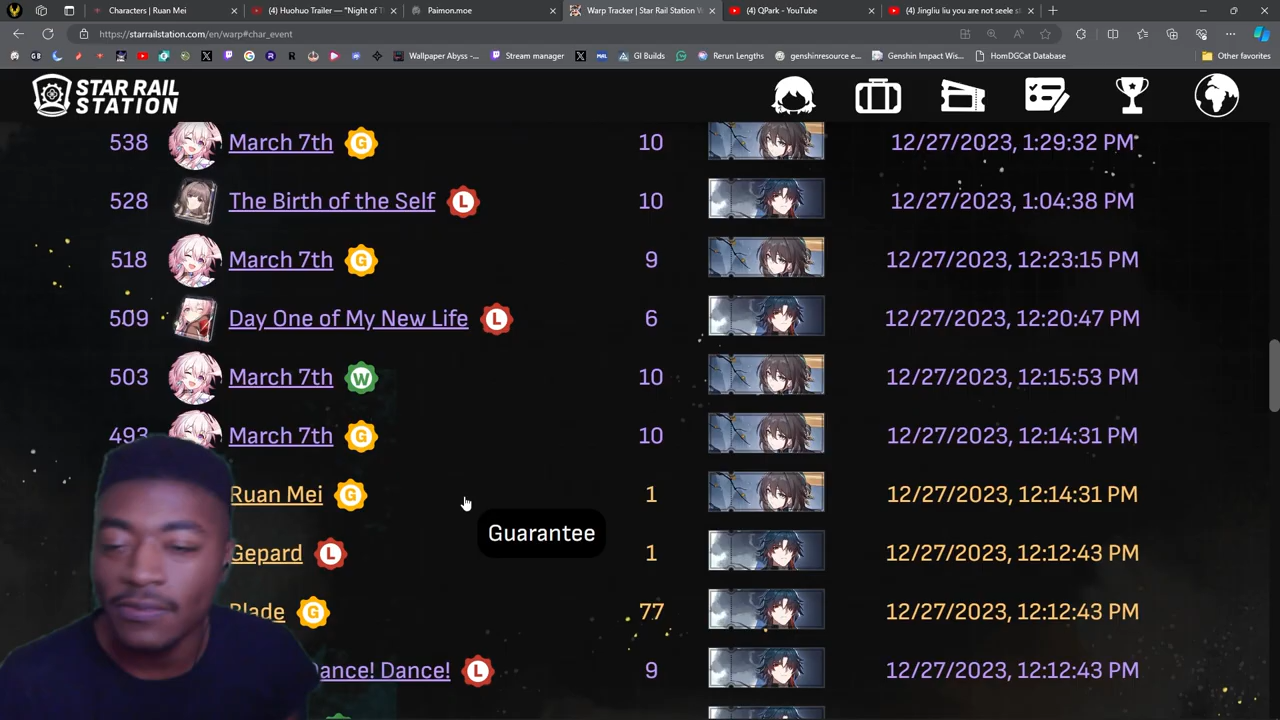 Characters | Ruan Mei
(4) Huohuo Trailer — "Night of T
Paimon.moe
Warp Tracker | Star Rail Station W
(4) QPark - YouTube
(4) Jingliu liu you are not seele s
https://starrailstation.com/en/warp#char_event
Wallpaper Abyss -...
Stream manager
MAL
GI Builds
Rerun Lengths
genshinresource e...
Genshin Impact Wis...
HomDGCat Database
Other favorites
STAR RAIL
STATION
538 March 7th G 10 12/27/2023, 1:29:32 PM
528 The Birth of the Self L 10 12/27/2023, 1:04:38 PM
518 March 7th G 9 12/27/2023, 12:23:15 PM
509 Day One of My New Life L 6 12/27/2023, 12:20:47 PM
503 March 7th W 10 12/27/2023, 12:15:53 PM
493 March 7th G 10 12/27/2023, 12:14:31 PM
Ruan Mei G 1 12/27/2023, 12:14:31 PM
Guarantee
Gepard L 1 12/27/2023, 12:12:43 PM
Blade G 77 12/27/2023, 12:12:43 PM
Dance! Dance! L 9 12/27/2023, 12:12:43 PM